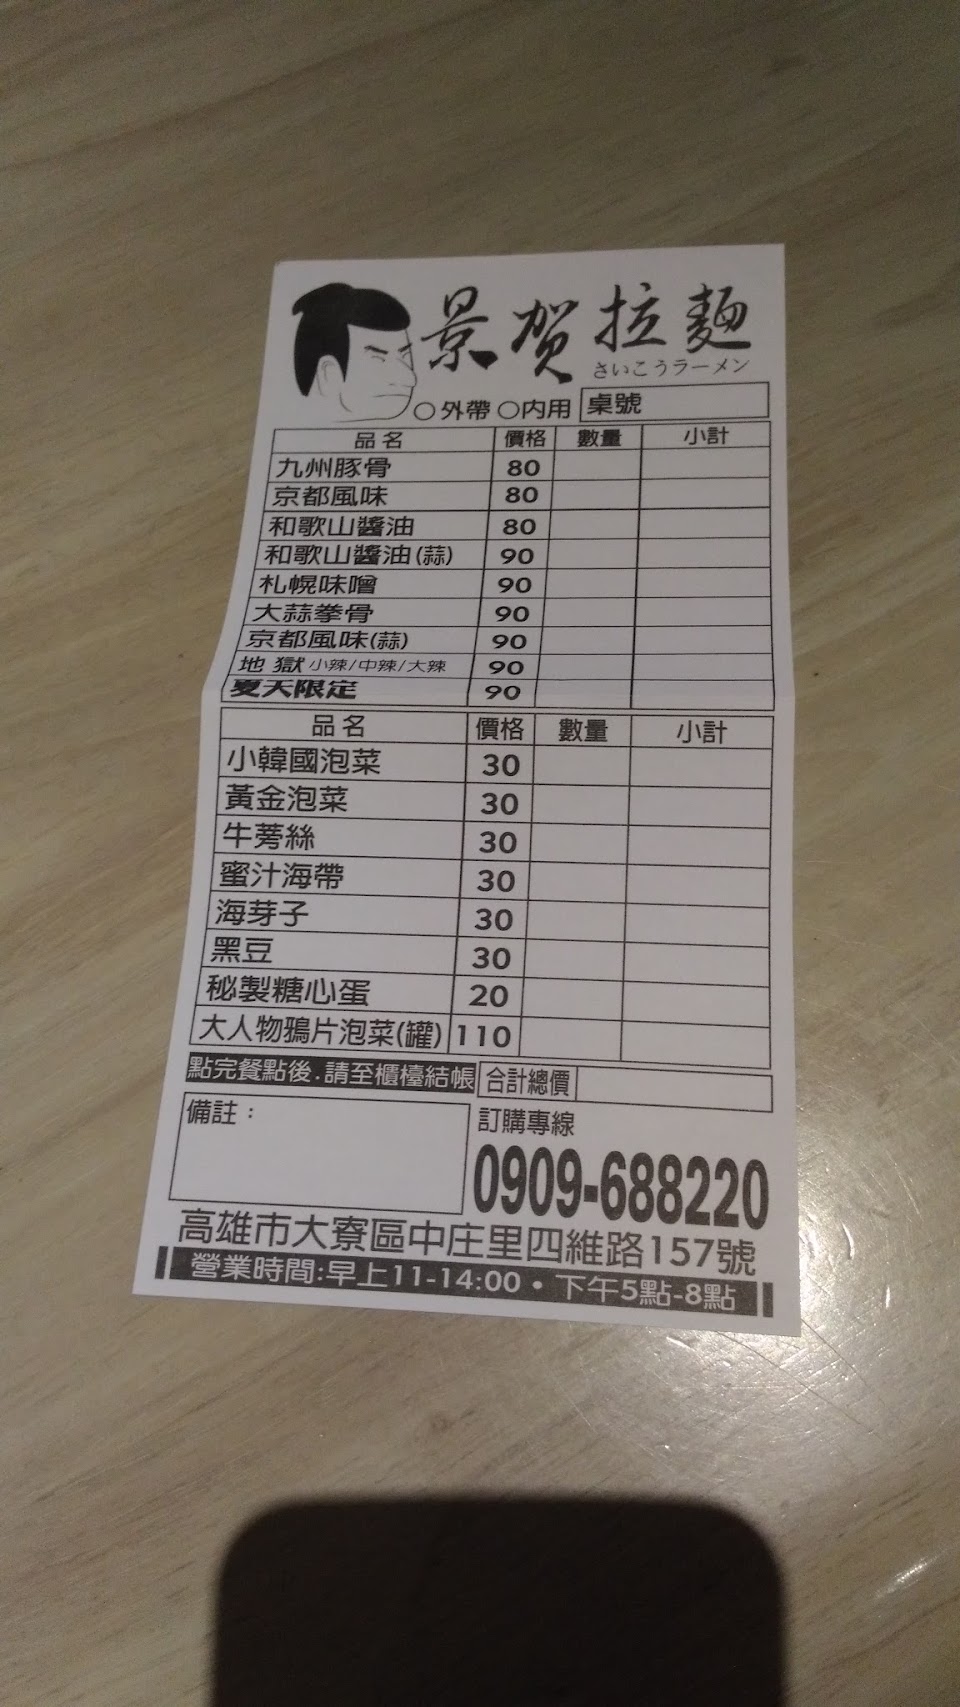 景賀拉麵
さいこうラーメン
○外帶 ○內用 桌號
品名 價格 數量 小計
九州豚骨 80
京都風味 80
和歌山醬油 80
和歌山醬油(蒜) 90
札幌味噌 90
大蒜拳骨 90
京都風味(蒜) 90
地獄 小辣/中辣/大辣 90
夏天限定 90
品名 價格 數量 小計
小韓國泡菜 30
黃金泡菜 30
牛蒡絲 30
蜜汁海帶 30
海芽子 30
黑豆 30
秘製糖心蛋 20
大人物鴉片泡菜(罐) 110
點完餐點後.請至櫃檯結帳 合計總價
備註：
訂購專線
0909-688220
高雄市大寮區中庄里四維路157號
營業時間:早上11-14:00•下午5點-8點